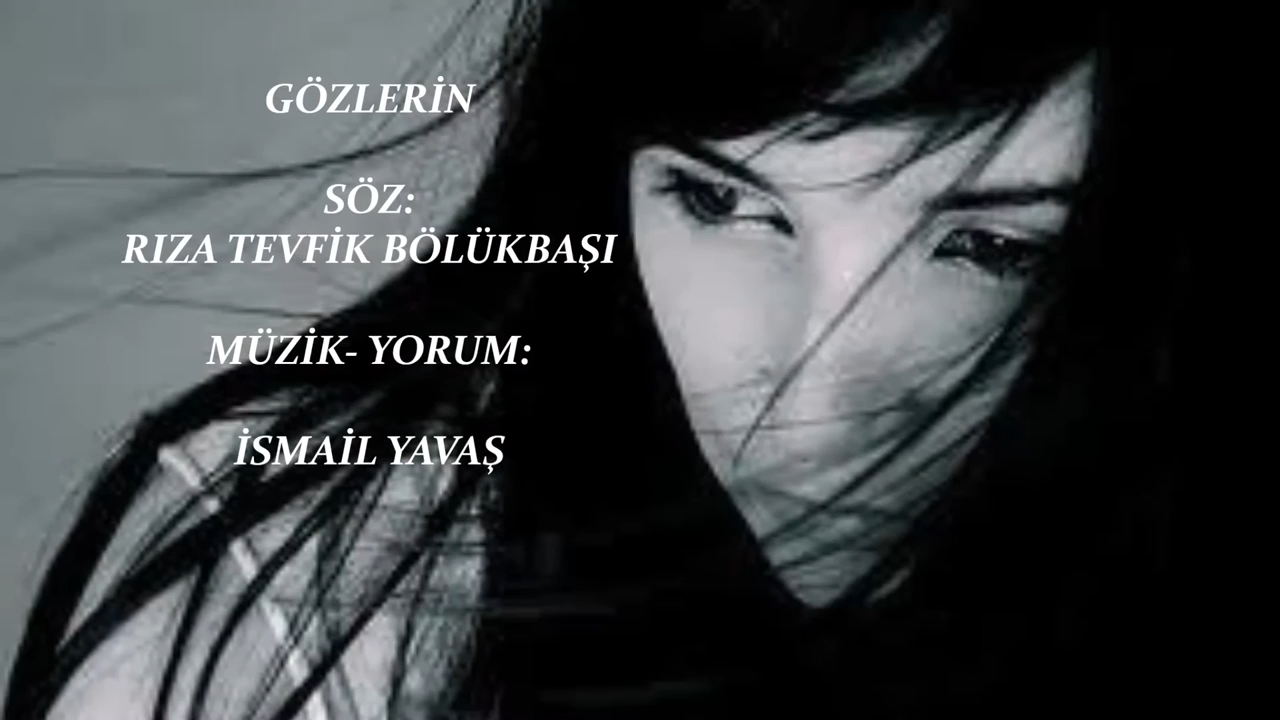 GÖZLERİN
SÖZ:
RIZA TEVFİK BÖLÜKBAŞI
MÜZİK- YORUM:
İSMAİL YAVAŞ